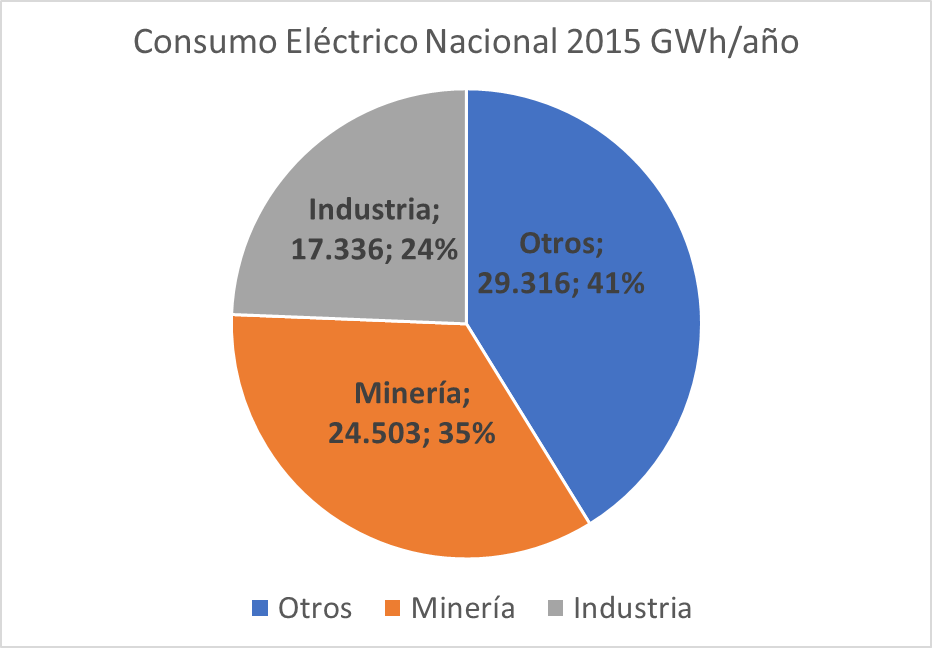 Consumo Eléctrico Nacional 2015 GWh/año
Industria;
17.336; 24%
Otros;
29.316; 41%
Minería;
24.503; 35%
Otros Minería Industria